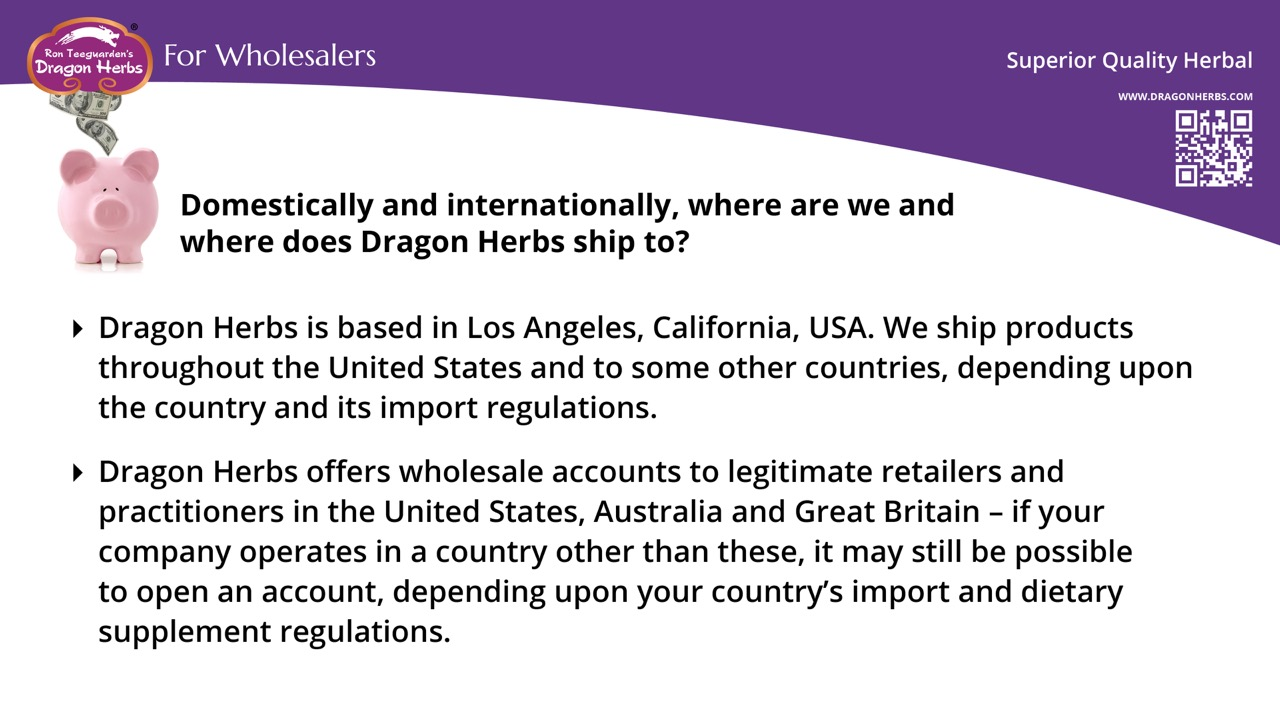 Ron Teeguarden's
Dragon Herbs
®
For Wholesalers
Superior Quality Herbal
WWW.DRAGONHERBS.COM
Domestically and internationally, where are we and
where does Dragon Herbs ship to?
Dragon Herbs is based in Los Angeles, California, USA. We ship products
throughout the United States and to some other countries, depending upon
the country and its import regulations.
Dragon Herbs offers wholesale accounts to legitimate retailers and
practitioners in the United States, Australia and Great Britain – if your
company operates in a country other than these, it may still be possible
to open an account, depending upon your country’s import and dietary
supplement regulations.